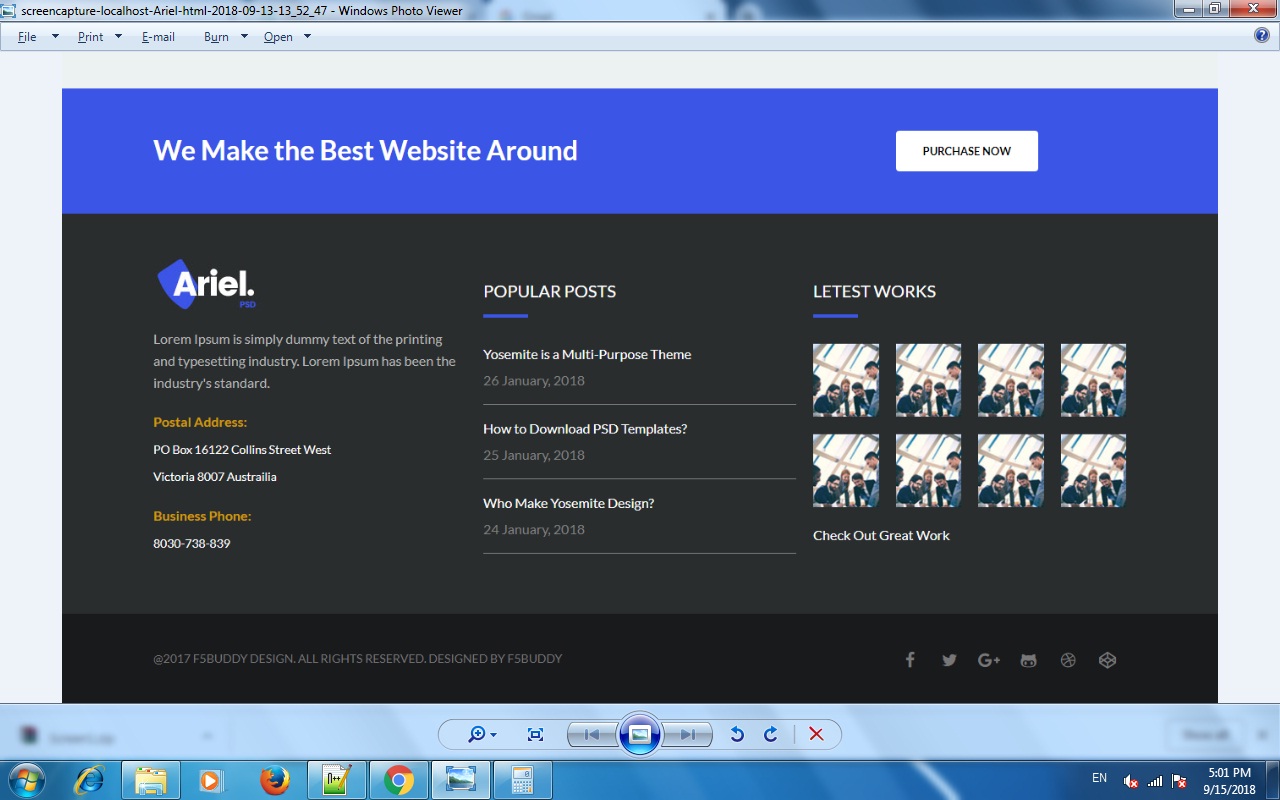 screencapture-localhost-Ariel-html-2018-09-13-13_52_47 - Windows Photo Viewer
File Print E-mail Burn Open
We Make the Best Website Around
PURCHASE NOW
Ariel.
PSD
Lorem Ipsum is simply dummy text of the printing
and typesetting industry. Lorem Ipsum has been the
industry's standard.
Postal Address:
PO Box 16122 Collins Street West
Victoria 8007 Austrailia
Business Phone:
8030-738-839
POPULAR POSTS
Yosemite is a Multi-Purpose Theme
26 January, 2018
How to Download PSD Templates?
25 January, 2018
Who Make Yosemite Design?
24 January, 2018
LETEST WORKS
Check Out Great Work
@2017 F5BUDDY DESIGN. ALL RIGHTS RESERVED. DESIGNED BY F5BUDDY
G+
EN
5:01 PM
9/15/2018